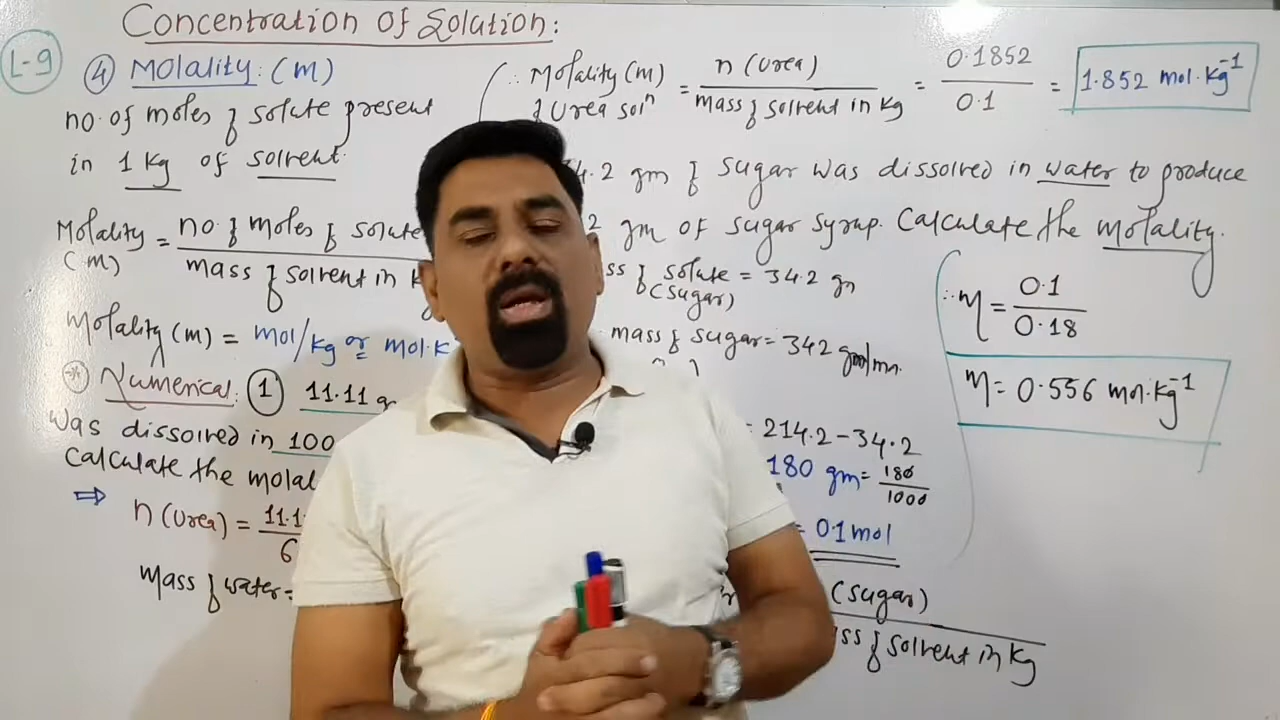 Concentration of Solution:
L-9
④ Molality: (m)
no. of moles of solute present
in 1 Kg of solvent.
Molality (m) = no. of moles of solute / mass of solvent in K
Molality (m) = mol/kg or mol.k
* Numerical: ① 11.11 g
was dissolved in 100
Calculate the molal
⇒ n (Urea) = 11.1 / 6
mass of water =
∴ Molality (m) of Urea solⁿ = n (Urea) / mass of solvent in Kg = 0.1852 / 0.1 = 1.852 mol.kg⁻¹
4.2 gm of sugar was dissolved in water to produce
2 gm of sugar syrup. Calculate the molality.
ss of solute = 34.2 gm
(sugar)
mass of sugar = 342
= 214.2 - 34.2
180 gm = 180 / 1000
= 0.1 mol
(sugar)
ss of solvent in Kg
∴ m = 0.1 / 0.18
m = 0.556 mol.kg⁻¹